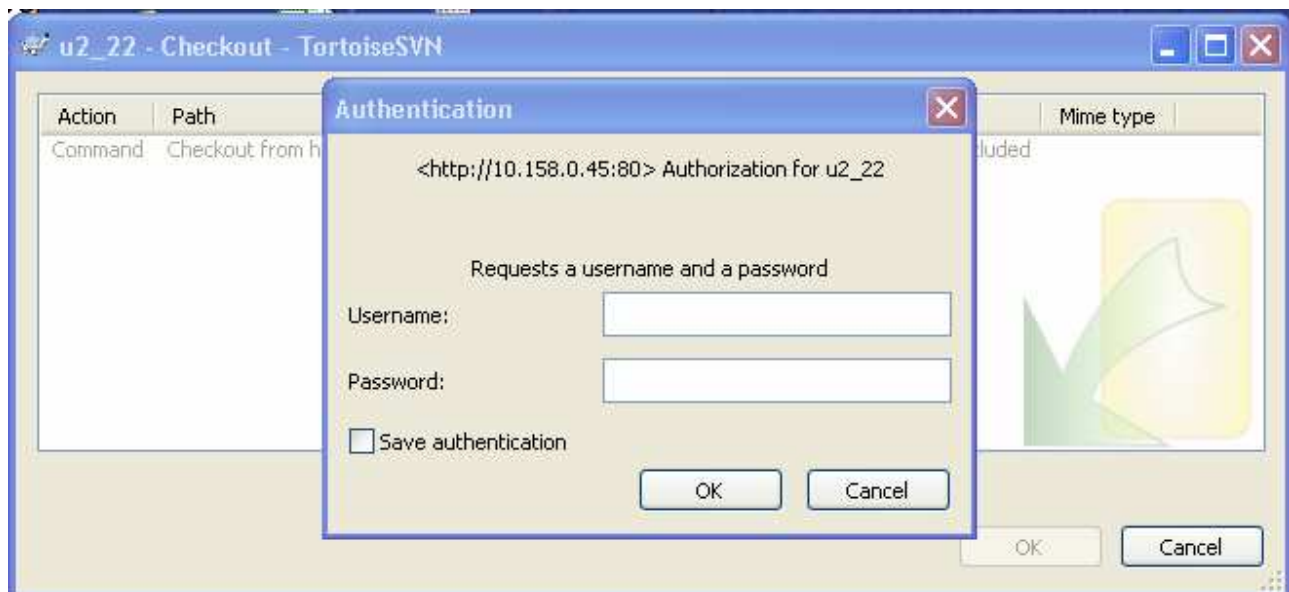 u2_22 - Checkout - TortoiseSVN
Authentication
Action Path Mime type
Command Checkout from h
<http://10.158.0.45:80> Authorization for u2_22
Requests a username and a password
Username:
Password:
Save authentication
OK Cancel
OK Cancel